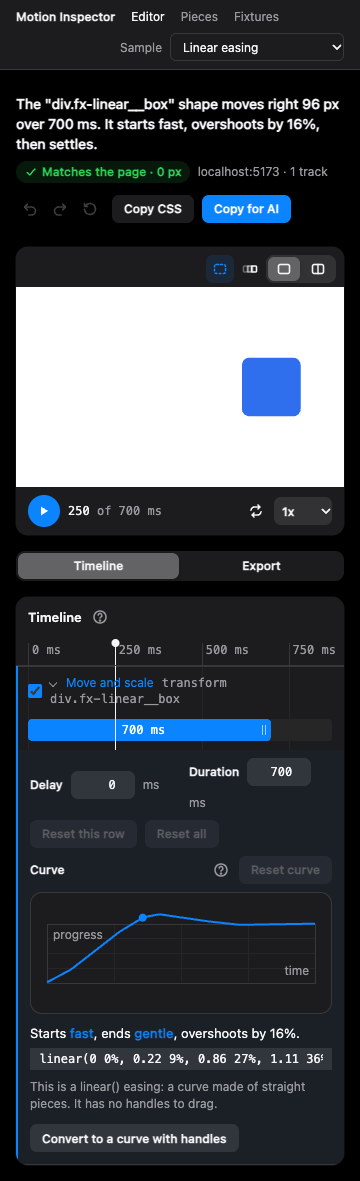 Motion Inspector Editor Pieces Fixtures
Sample Linear easing
The "div.fx-linear__box" shape moves right 96 px
over 700 ms. It starts fast, overshoots by 16%,
then settles.
Matches the page · 0 px localhost:5173 · 1 track
Copy CSS Copy for AI
250 of 700 ms 1x
Timeline Export
Timeline
0 ms 250 ms 500 ms 750 ms
Move and scale transform
div.fx-linear__box
700 ms
Delay 0 ms Duration 700
ms
Reset this row Reset all
Curve Reset curve
progress
time
Starts fast, ends gentle, overshoots by 16%.
linear(0 0%, 0.22 9%, 0.86 27%, 1.11 36%
This is a linear() easing: a curve made of straight
pieces. It has no handles to drag.
Convert to a curve with handles